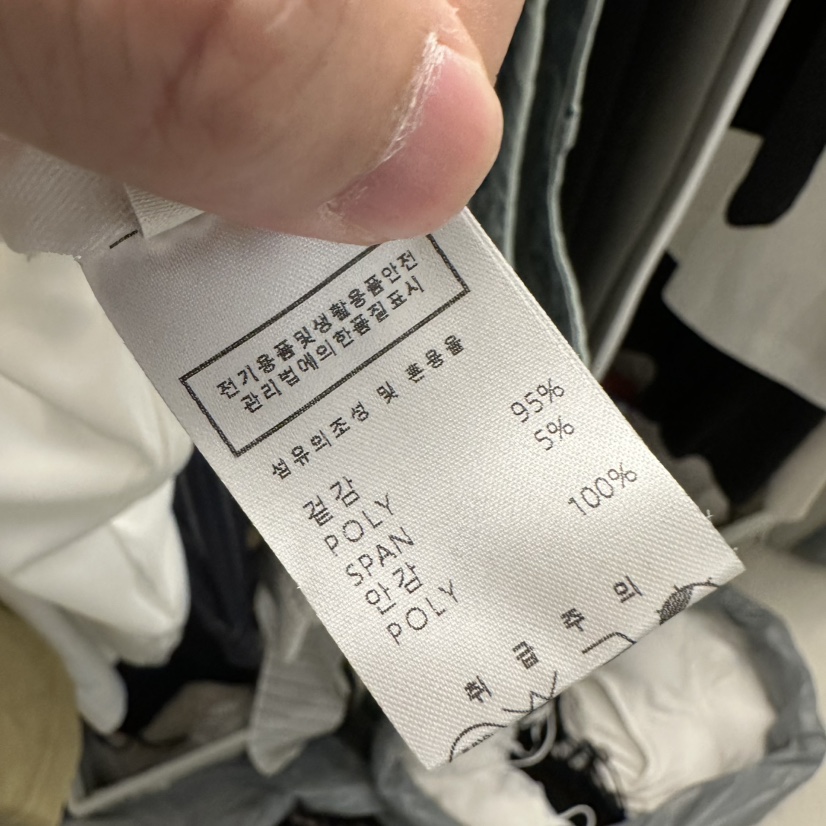 전기용품및생활용품안전
관리법에의한품질표시
섬유의조성 및 혼용율
겉감
POLY 95%
SPAN 5%
안감
POLY 100%
취급주의